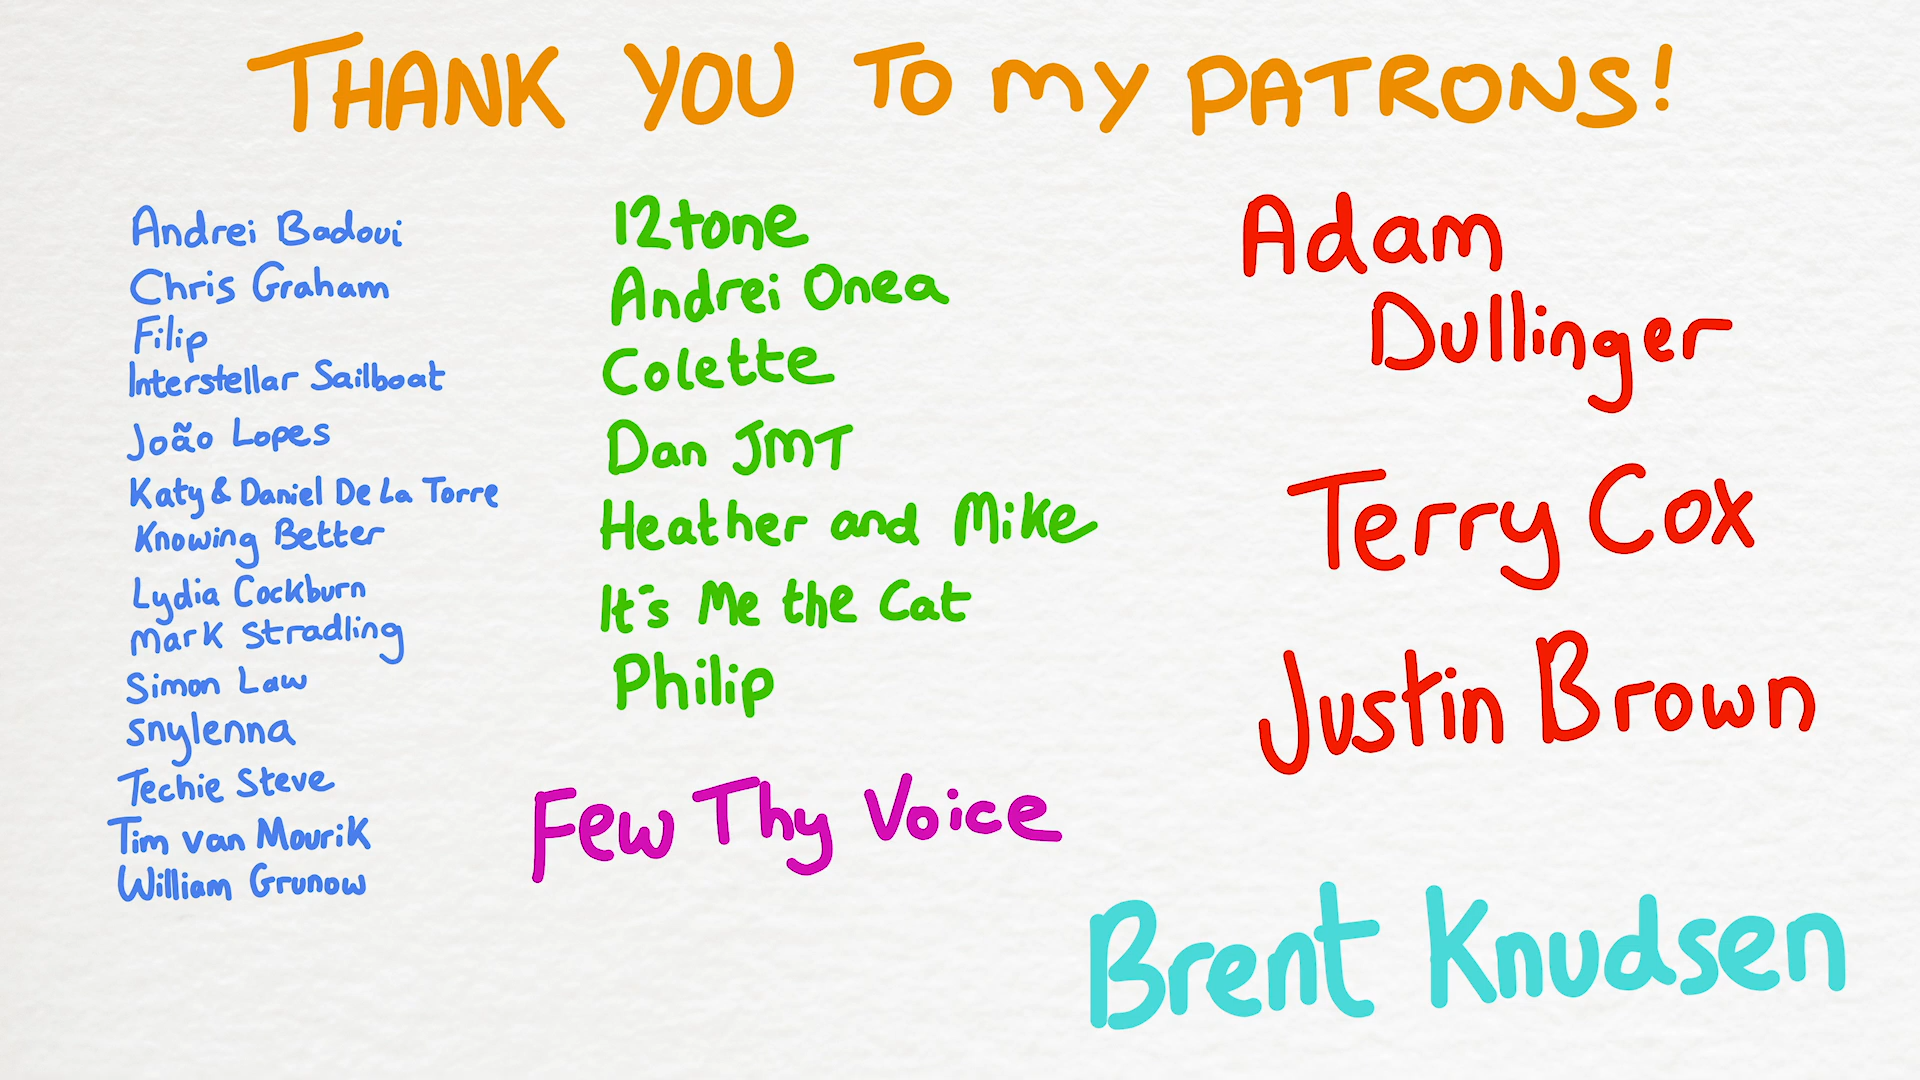 THANK YOU TO MY PATRONS!
Andrei Badoui
Chris Graham
Filip
Interstellar Sailboat
João Lopes
Katy & Daniel De La Torre
Knowing Better
Lydia Cockburn
Mark Stradling
Simon Law
Snylenna
Techie Steve
Tim van Mourik
William Grunow
12tone
Andrei Onea
Colette
Dan JMT
Heather and Mike
It's Me the Cat
Philip
Few Thy Voice
Adam
Dullinger
Terry Cox
Justin Brown
Brent Knudsen